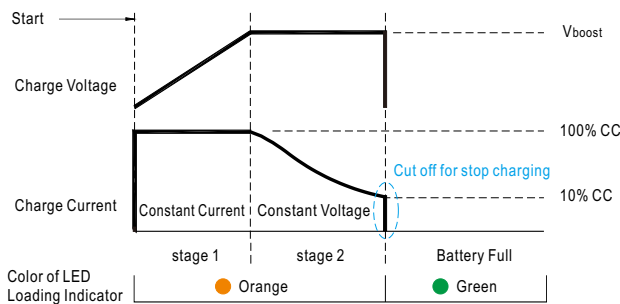 Start
Vboost
Charge Voltage
100% CC
Cut off for stop charging
10% CC
Charge Current
Constant Current
Constant Voltage
stage 1
stage 2
Battery Full
Color of LED
Loading Indicator
Orange
Green